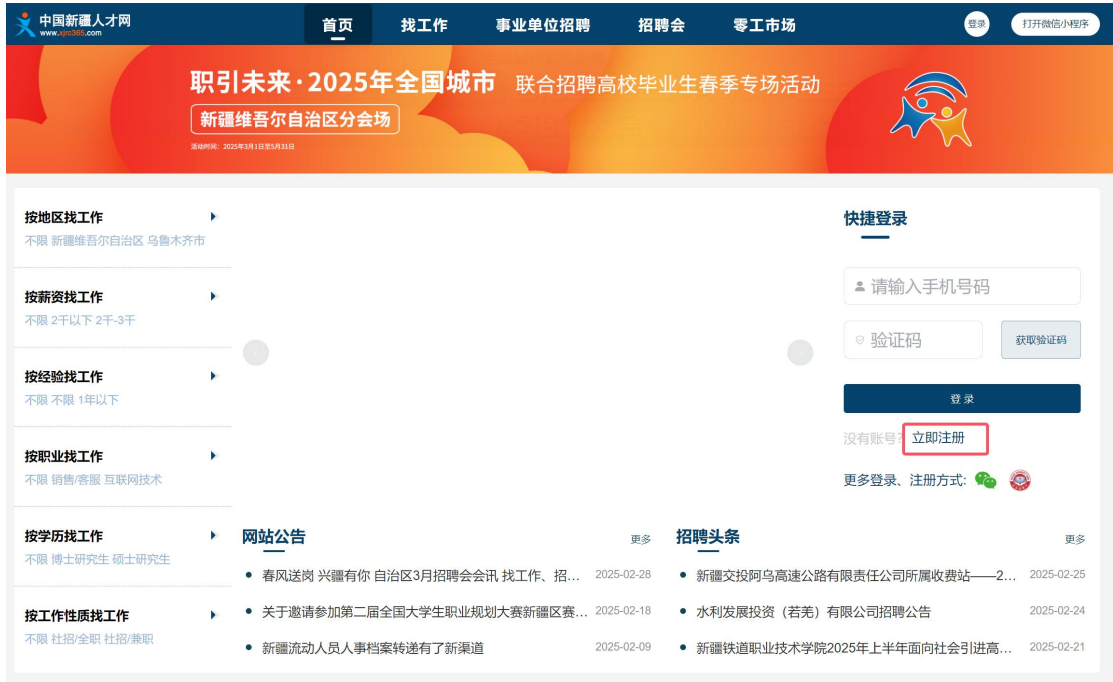 中国新疆人才网
www.xjrc365.com
首页 找工作 事业单位招聘 招聘会 零工市场 登录 打开微信小程序
职引未来·2025年全国城市 联合招聘高校毕业生春季专场活动
新疆维吾尔自治区分会场
活动时间：2025年3月1日至5月31日
按地区找工作
不限 新疆维吾尔自治区 乌鲁木齐市
按薪资找工作
不限 2千以下 2千-3千
按经验找工作
不限 不限 1年以下
按职业找工作
不限 销售/客服 互联网技术
按学历找工作
不限 博士研究生 硕士研究生
按工作性质找工作
不限 社招/全职 社招/兼职
快捷登录
请输入手机号码
验证码 获取验证码
登 录
没有账号? 立即注册
更多登录、注册方式:
网站公告 更多
春风送岗 兴疆有你 自治区3月招聘会会讯 找工作、招... 2025-02-28
关于邀请参加第二届全国大学生职业规划大赛新疆区赛... 2025-02-18
新疆流动人员人事档案转递有了新渠道 2025-02-09
招聘头条 更多
新疆交投阿乌高速公路有限责任公司所属收费站——2... 2025-02-25
水利发展投资（若羌）有限公司招聘公告 2025-02-24
新疆铁道职业技术学院2025年上半年面向社会引进高... 2025-02-21